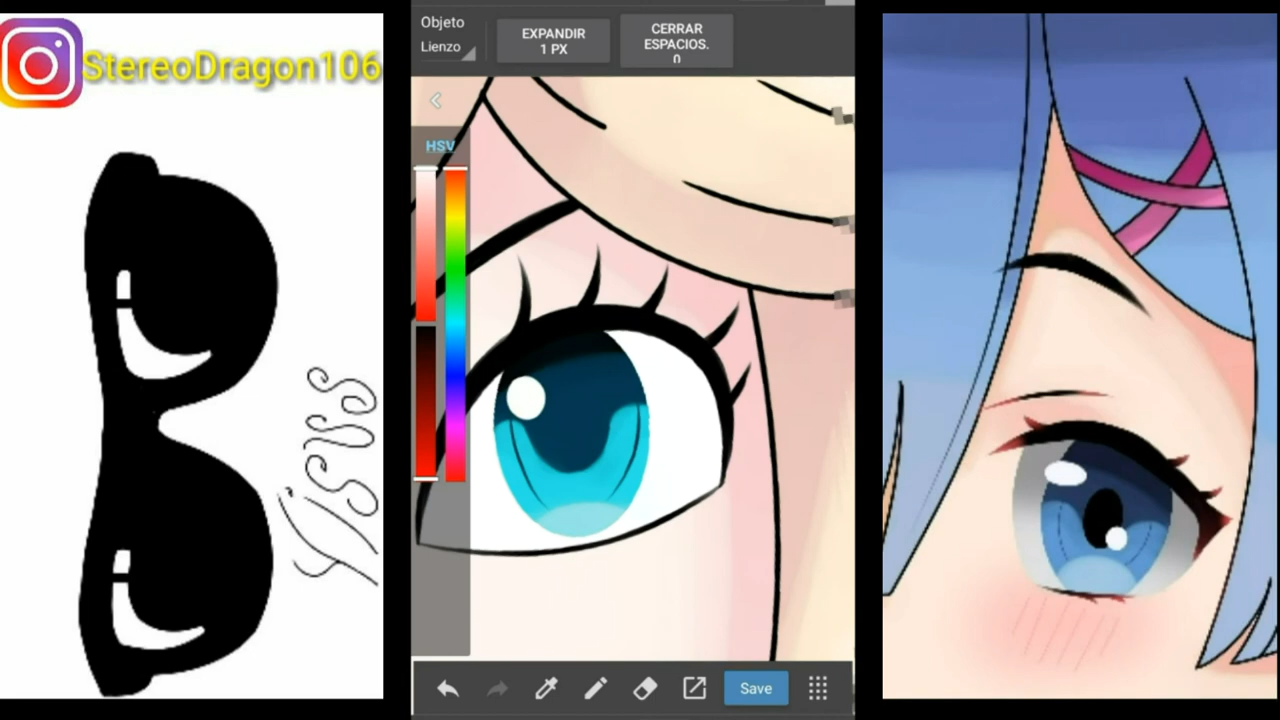 StereoDragon106
Objeto
Lienzo
EXPANDIR
1 PX
CERRAR
ESPACIOS.
0
HSV
Save